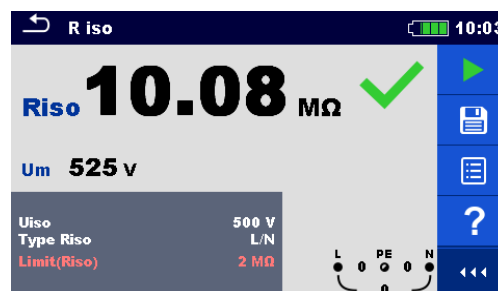 R iso 10:03
Riso 10.08 MΩ
Um 525 V
Uiso 500 V
Type Riso L/N
Limit(Riso) 2 MΩ
?
L PE N
0 0
0